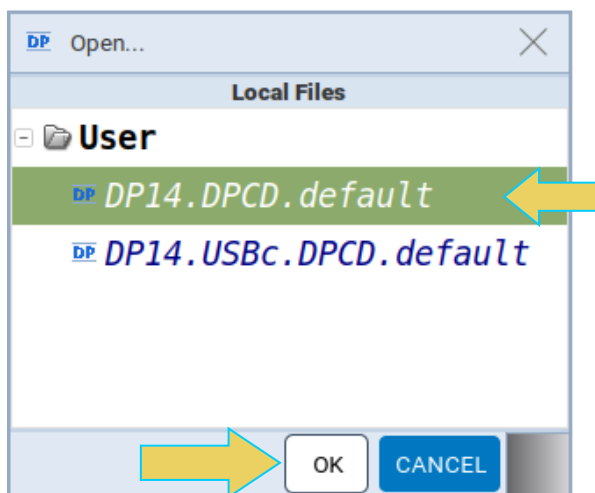 DP Open...
Local Files
User
DP DP14.DPCD.default
DP DP14.USBc.DPCD.default
OK CANCEL